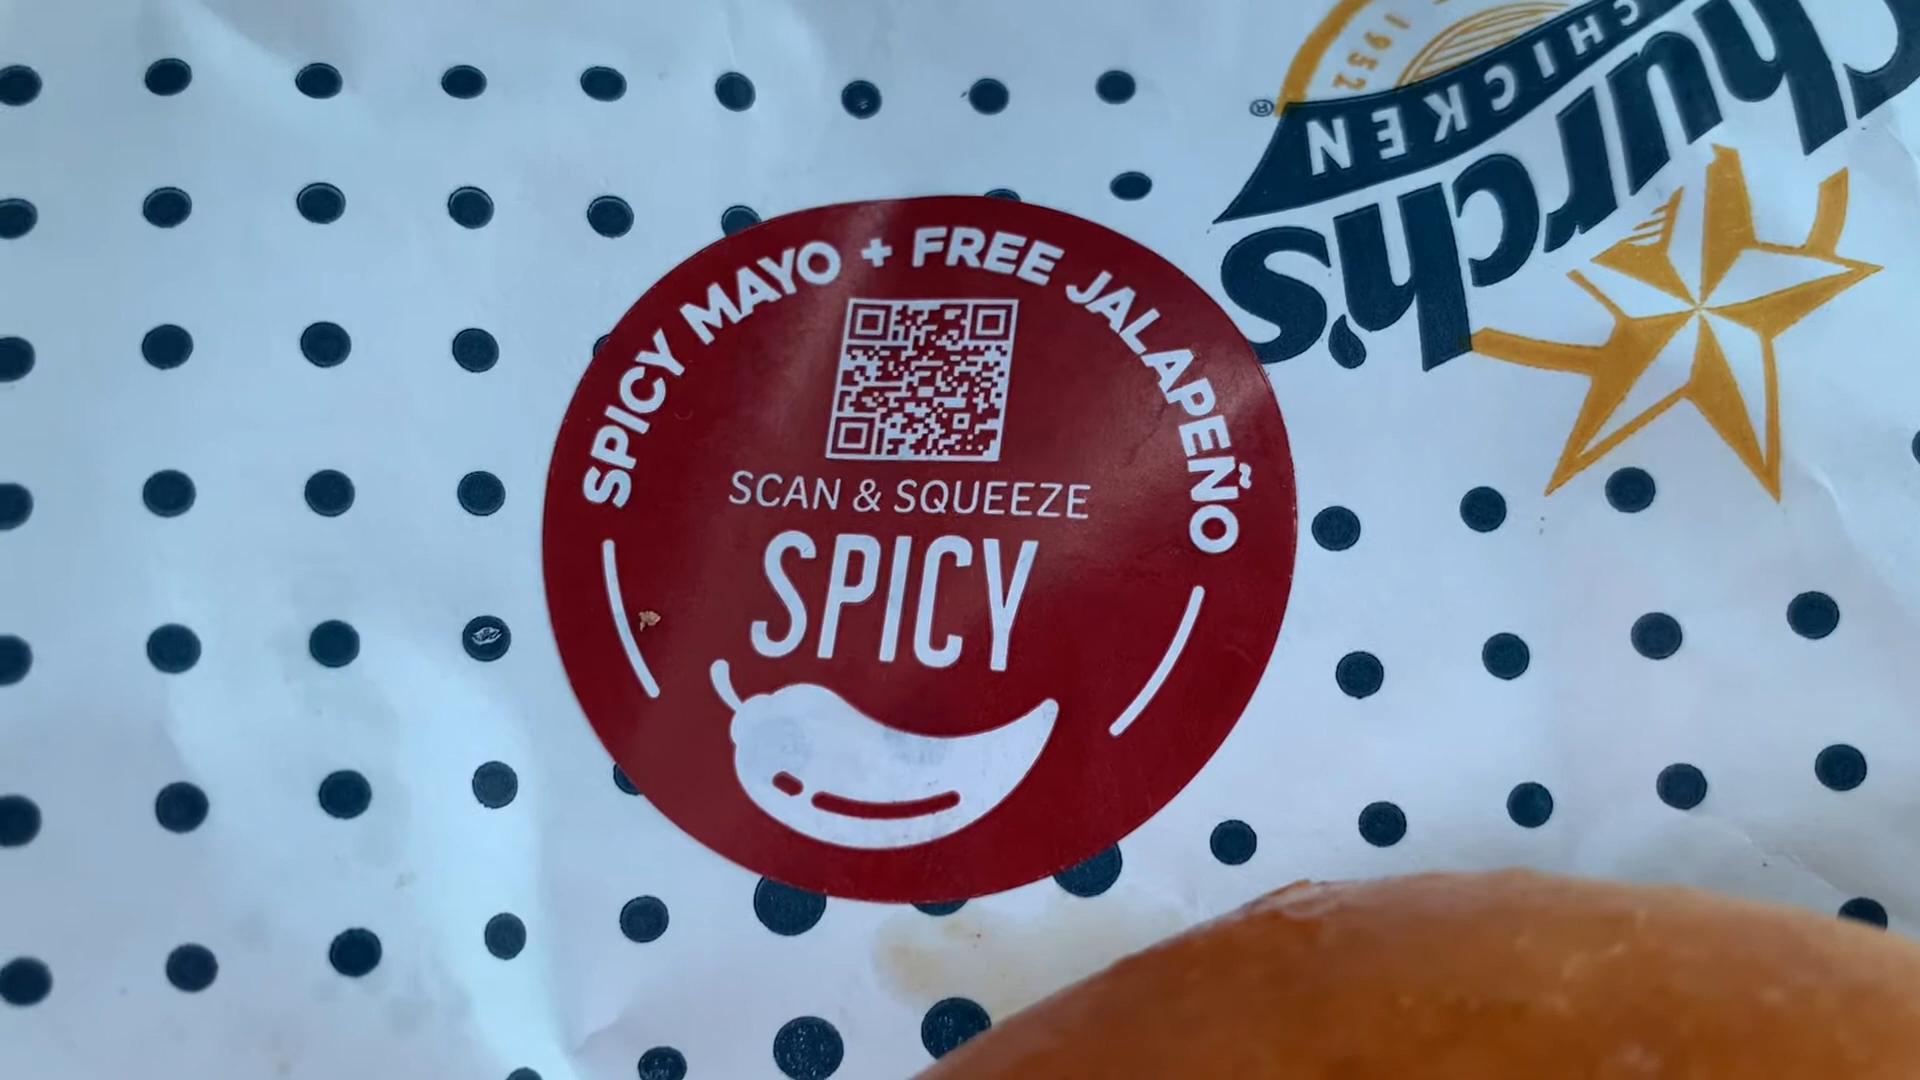 SPICY MAYO + FREE JALAPEÑO
SCAN & SQUEEZE
SPICY
Church's
®
CHICKEN
1952